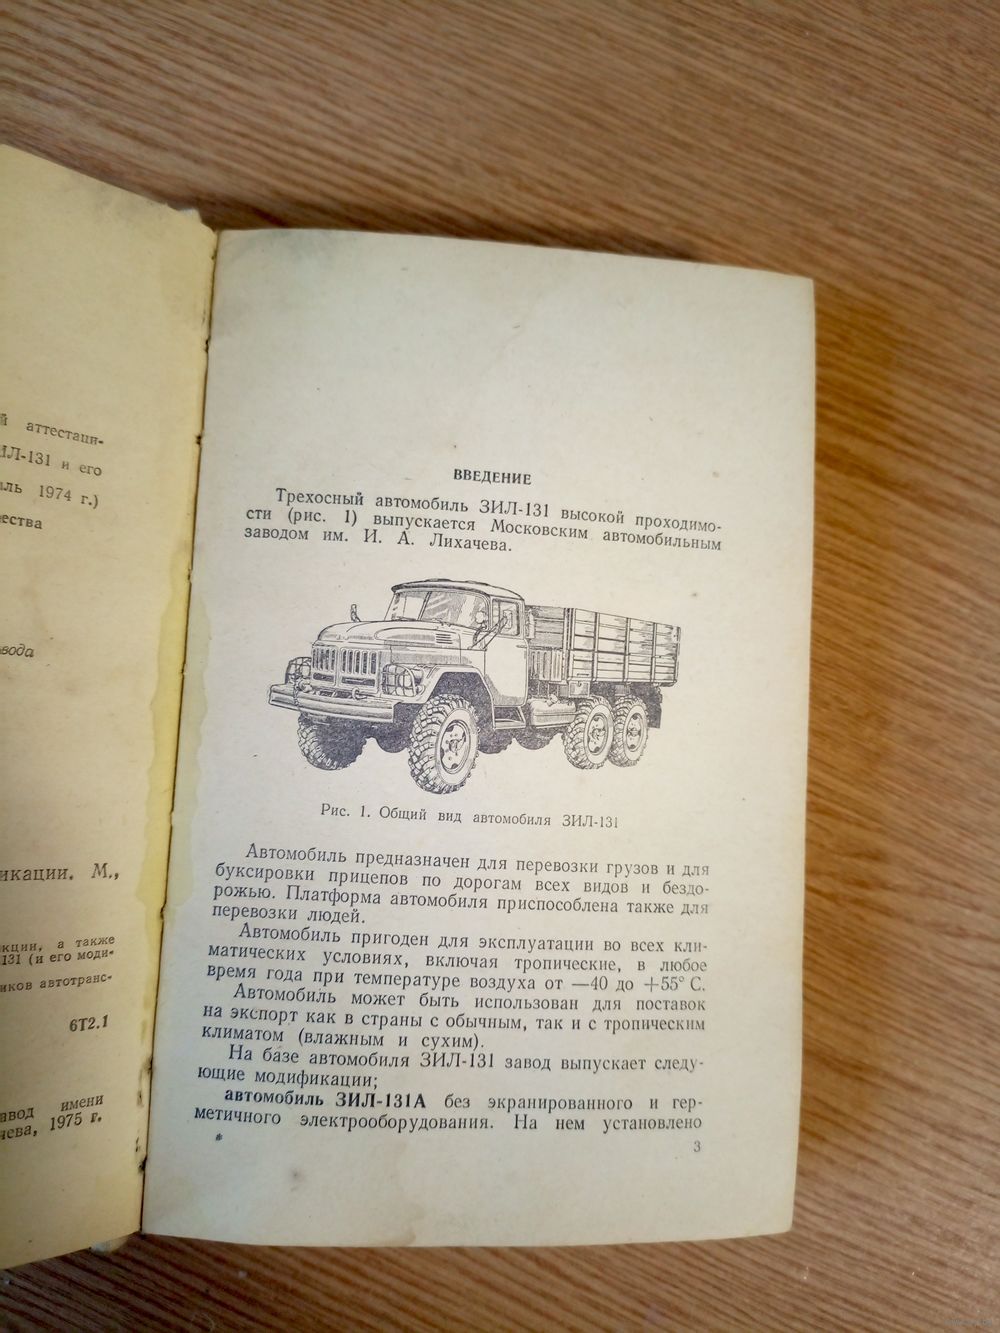 й аттестаци-
ИЛ-131 и его
ль 1974 г.)
ества
вода
икации. М.,
кции, а также
131 (и его моди-
иков автотранс-
6Т2.1
авод имени
чева, 1975 г.
ВВЕДЕНИЕ
Трехосный автомобиль ЗИЛ-131 высокой проходимо-
сти (рис. 1) выпускается Московским автомобильным
заводом им. И. А. Лихачева.
Рис. 1. Общий вид автомобиля ЗИЛ-131
Автомобиль предназначен для перевозки грузов и для
буксировки прицепов по дорогам всех видов и бездо-
рожью. Платформа автомобиля приспособлена также для
перевозки людей.
Автомобиль пригоден для эксплуатации во всех кли-
матических условиях, включая тропические, в любое
время года при температуре воздуха от —40 до +55° С.
Автомобиль может быть использован для поставок
на экспорт как в страны с обычным, так и с тропическим
климатом (влажным и сухим).
На базе автомобиля ЗИЛ-131 завод выпускает следу-
ющие модификации;
автомобиль ЗИЛ-131А без экранированного и гер-
метичного электрооборудования. На нем установлено
*
3